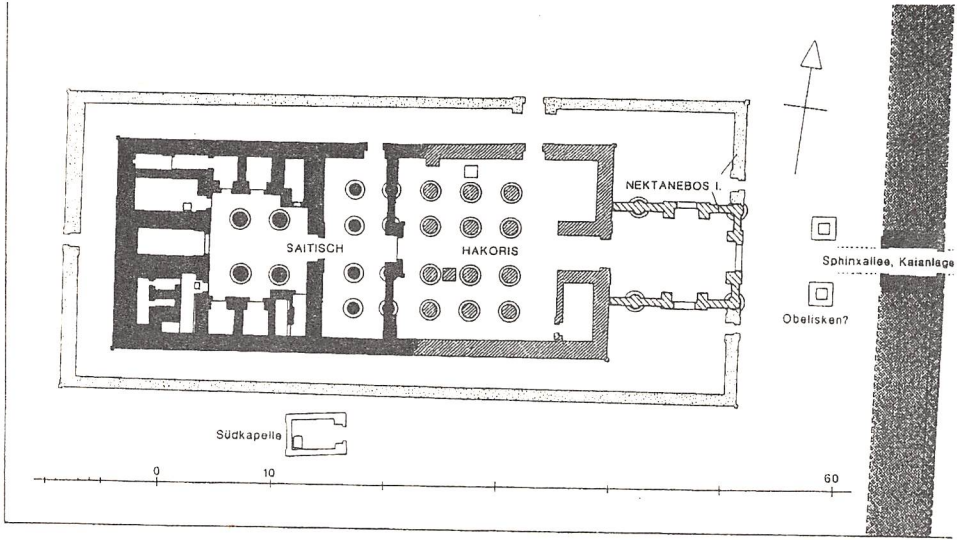 NEKTANEBOS I.
SAITISCH
HAKORIS
Sphinxallee, Kaianlage
Obelisken?
Südkapelle
0
10
60